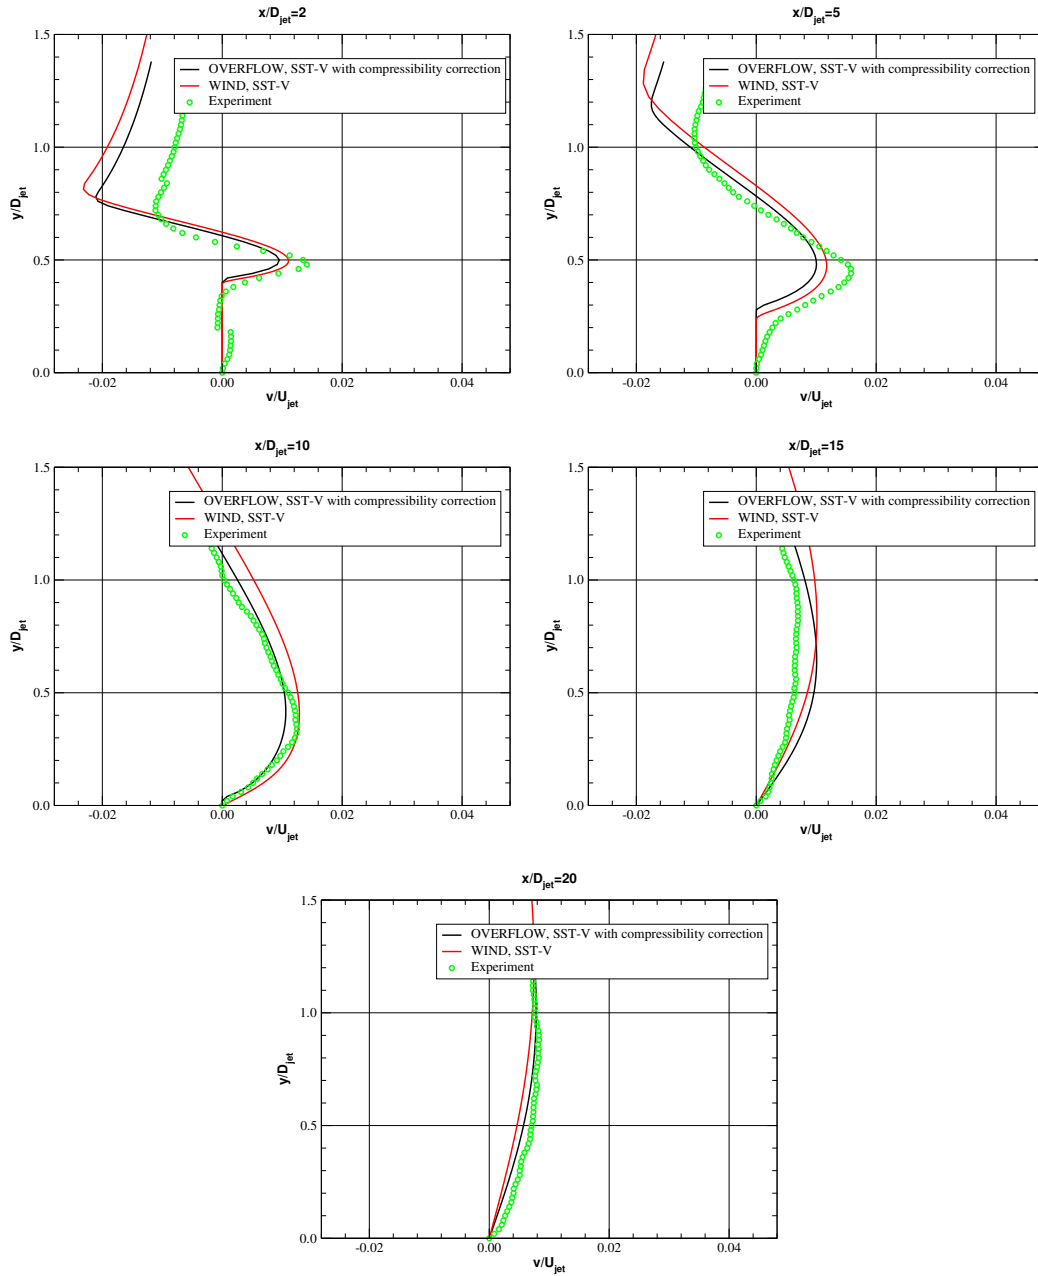 x/D_jet=2
1.5
OVERFLOW, SST-V with compressibility correction
WIND, SST-V
Experiment
1.0
y/D_jet
0.5
0.0
-0.02 0.00 0.02 0.04
v/U_jet
x/D_jet=5
1.5
OVERFLOW, SST-V with compressibility correction
WIND, SST-V
Experiment
1.0
y/D_jet
0.5
0.0
-0.02 0.00 0.02 0.04
v/U_jet
x/D_jet=10
1.5
OVERFLOW, SST-V with compressibility correction
WIND, SST-V
Experiment
1.0
y/D_jet
0.5
0.0
-0.02 0.00 0.02 0.04
v/U_jet
x/D_jet=15
1.5
OVERFLOW, SST-V with compressibility correction
WIND, SST-V
Experiment
1.0
y/D_jet
0.5
0.0
-0.02 0.00 0.02 0.04
v/U_jet
x/D_jet=20
1.5
OVERFLOW, SST-V with compressibility correction
WIND, SST-V
Experiment
1.0
y/D_jet
0.5
0.0
-0.02 0.00 0.02 0.04
v/U_jet